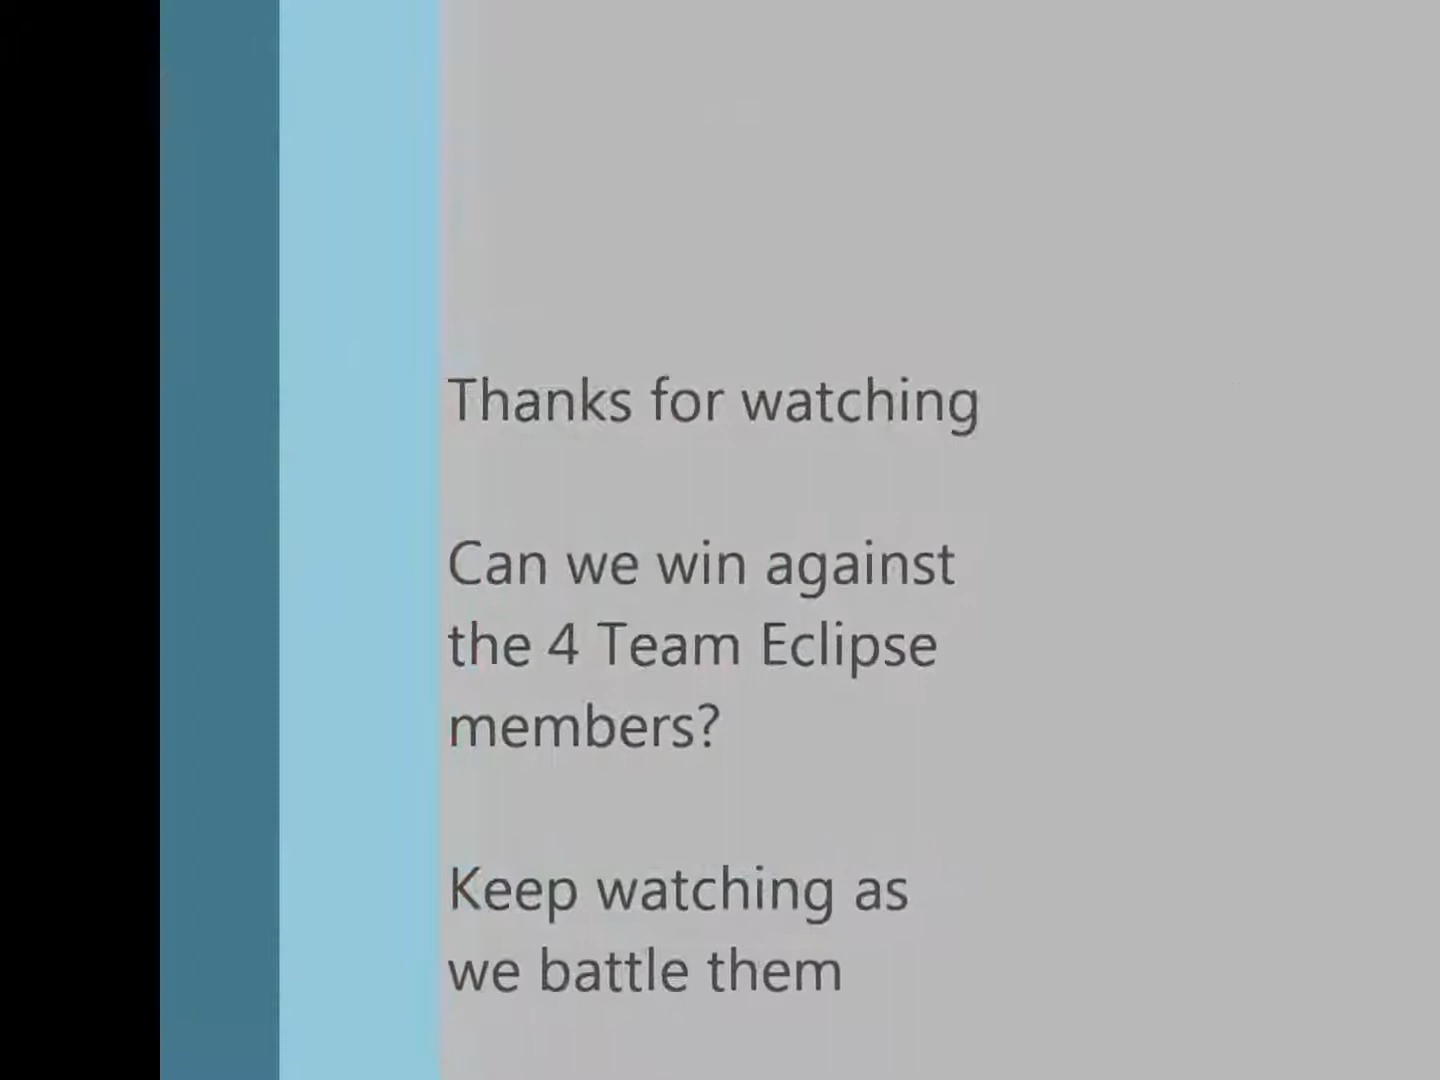 Thanks for watching
Can we win against
the 4 Team Eclipse
members?
Keep watching as
we battle them